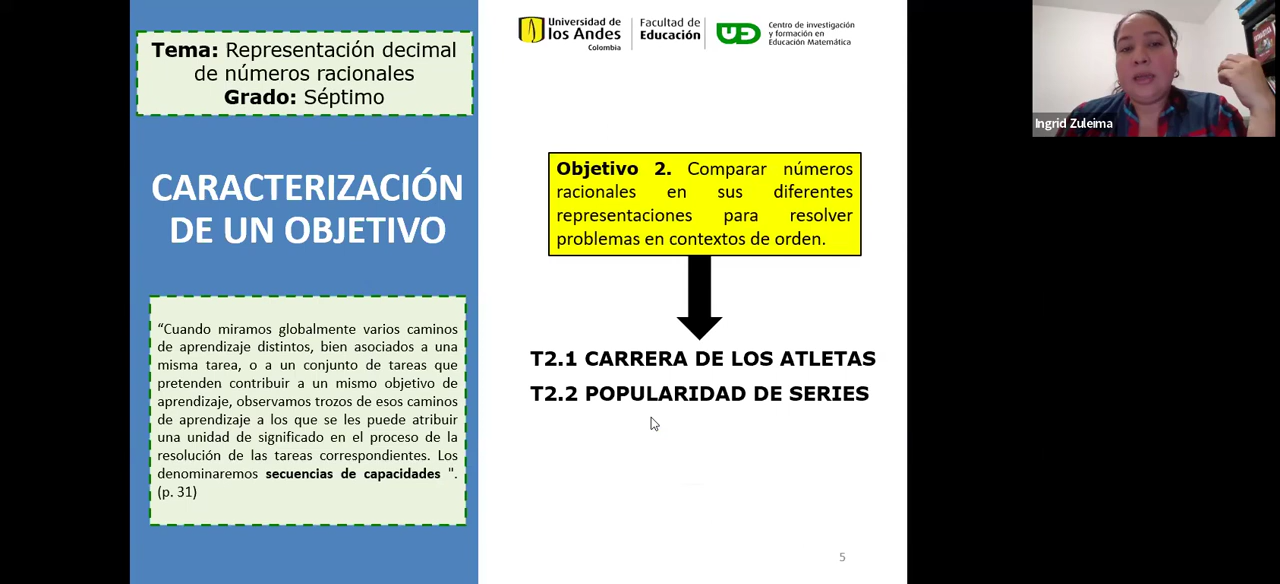 Tema: Representación decimal
de números racionales
Grado: Séptimo
CARACTERIZACIÓN
DE UN OBJETIVO
“Cuando miramos globalmente varios caminos
de aprendizaje distintos, bien asociados a una
misma tarea, o a un conjunto de tareas que
pretenden contribuir a un mismo objetivo de
aprendizaje, observamos trozos de esos caminos
de aprendizaje a los que se les puede atribuir
una unidad de significado en el proceso de la
resolución de las tareas correspondientes. Los
denominaremos secuencias de capacidades ".
(p. 31)
Universidad de
los Andes
Colombia
Facultad de
Educación
Centro de investigación
y formación en
Educación Matemática
Objetivo 2. Comparar números
racionales en sus diferentes
representaciones para resolver
problemas en contextos de orden.
T2.1 CARRERA DE LOS ATLETAS
T2.2 POPULARIDAD DE SERIES
5
Ingrid Zuleima